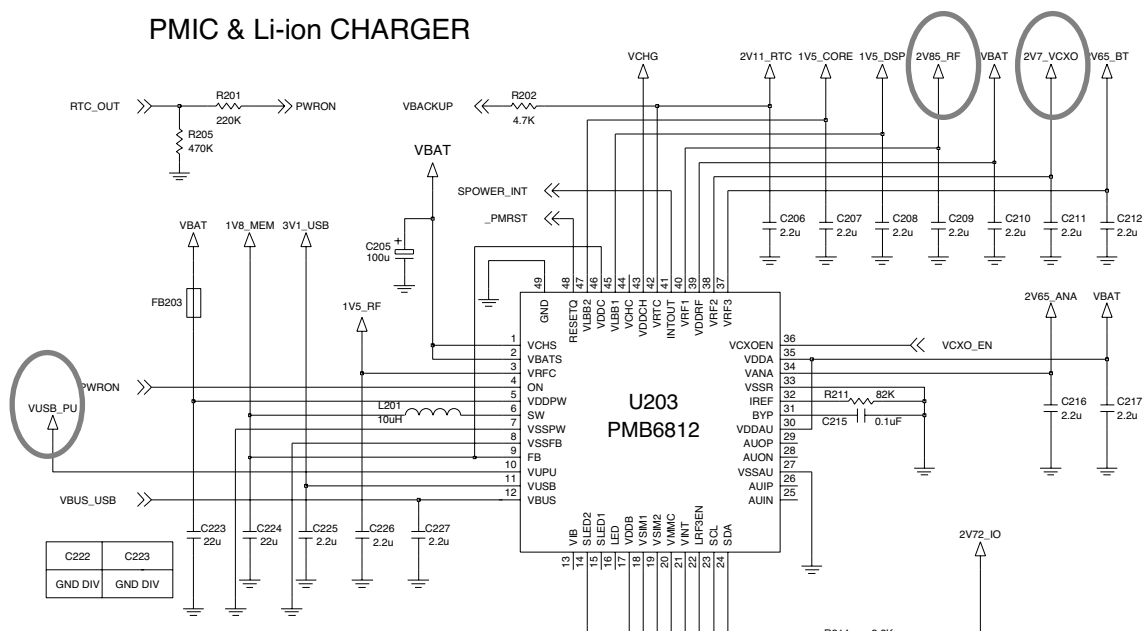 PMIC & Li-ion CHARGER
VCHG
2V11_RTC 1V5_CORE 1V5_DSP 2V85_RF VBAT 2V7_VCXO 2V65_BT
RTC_OUT R201 PWRON
220K
VBACKUP R202
4.7K
R205
470K
VBAT
SPOWER_INT
_PMRST
VBAT 1V8_MEM 3V1_USB
C205 +
100u
C206 C207 C208 C209 C210 C211 C212
2.2u 2.2u 2.2u 2.2u 2.2u 2.2u 2.2u
49 48 47 46 45 44 43 42 41 40 39 38 37
GND RESETQ VLBB2 VDDC VLBB1 VCHC VDDCH VRTC INTOUT VRF1 VDDRF VRF2 VRF3
FB203
1V5_RF
2V65_ANA VBAT
1 VCHS
2 VBATS
3 VRFC
4 ON
5 VDDPW
6 SW
7 VSSPW
8 VSSFB
9 FB
10 VUPU
11 VUSB
12 VBUS
PWRON
VUSB_PU
L201
10uH
VBUS_USB
U203
PMB6812
VCXOEN 36 VCXO_EN
VDDA 35
VANA 34
VSSR 33
IREF 32 R211 82K
BYP 31 C215 0.1uF
VDDAU 30
AUOP 29
AUON 28
VSSAU 27
AUIP 26
AUIN 25
C216 C217
2.2u 2.2u
C223 C224 C225 C226 C227
22u 22u 2.2u 2.2u 2.2u
VIB SLED2 SLED1 LED VDDB VSIM1 VSIM2 VMMC VINT LR3EN SCL SDA
13 14 15 16 17 18 19 20 21 22 23 24
C222 C223
GND DIV GND DIV
2V72_IO